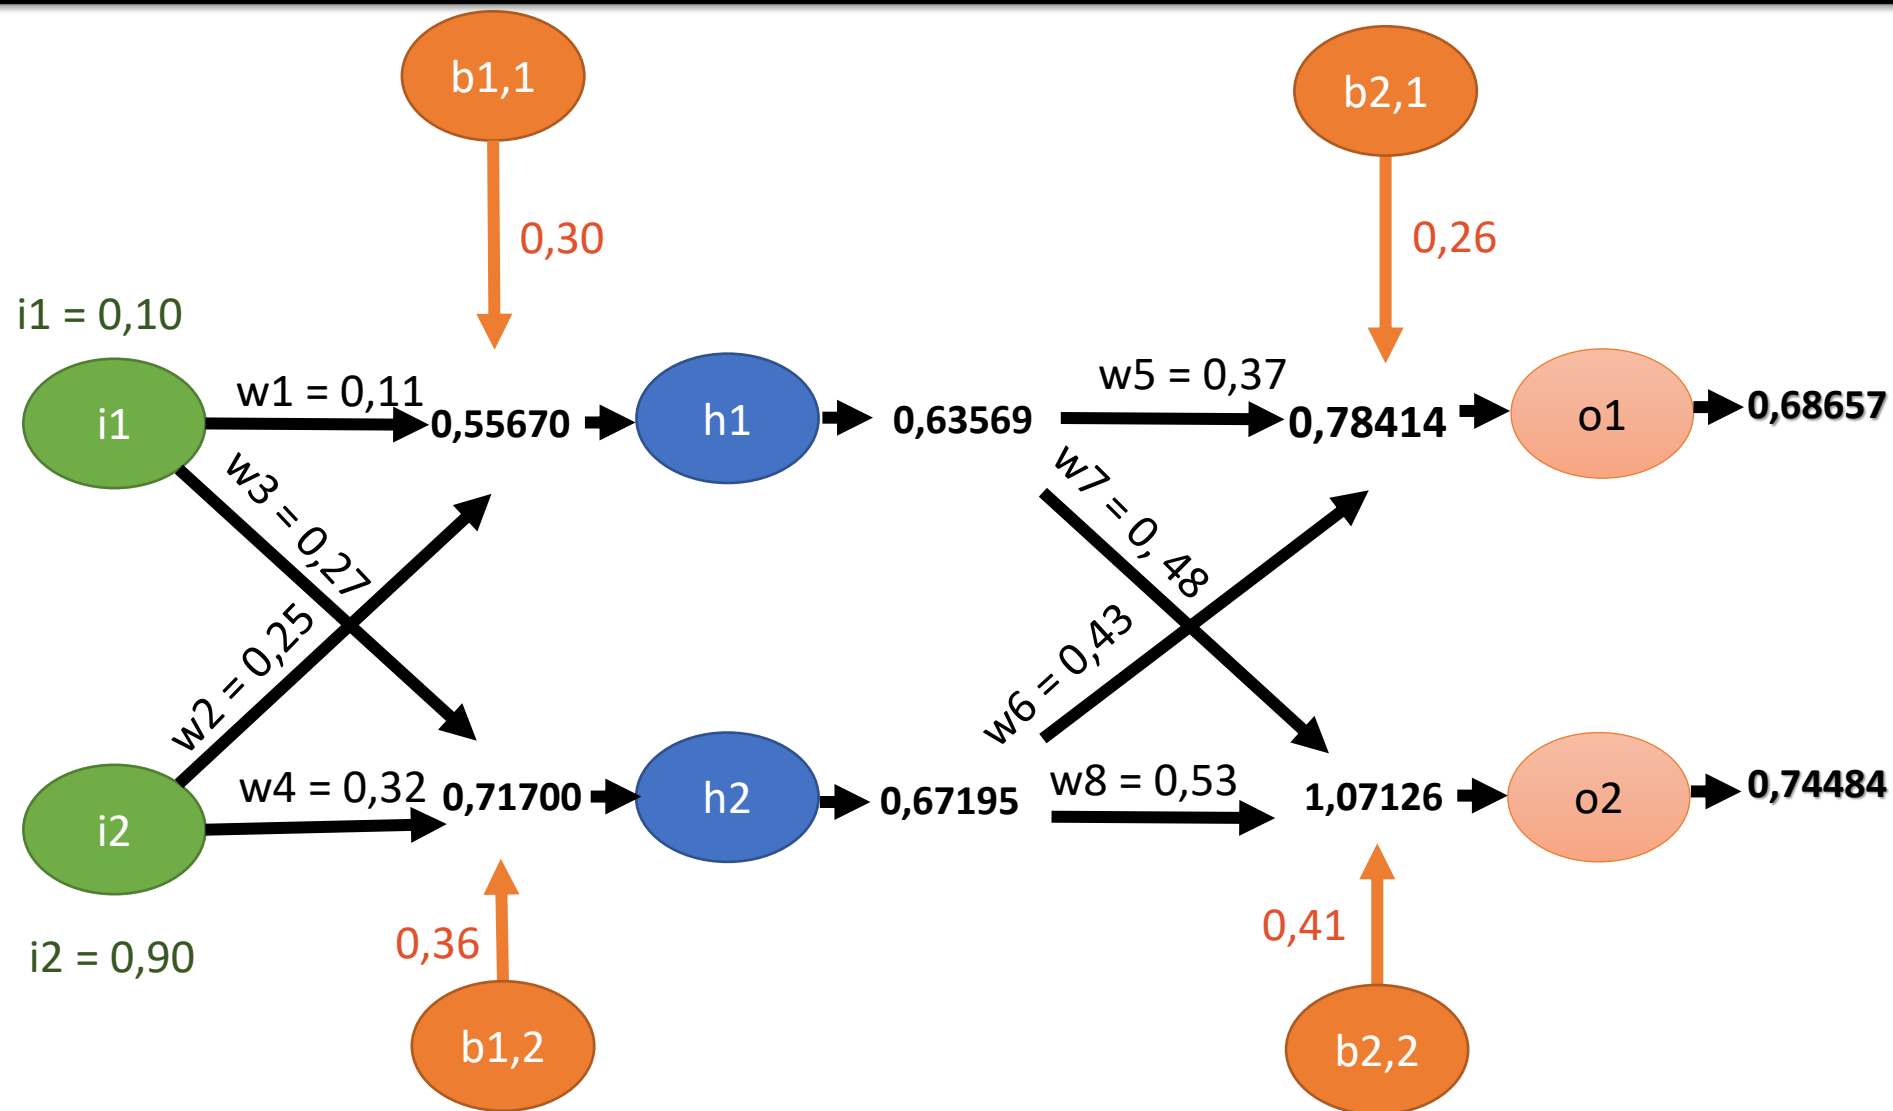 b1,1
b2,1
0,30
0,26
i1 = 0,10
w1 = 0,11
w5 = 0,37
i1
0,55670
h1
0,63569
0,78414
o1
0,68657
w3 = 0,27
w7 = 0, 48
w2 = 0,25
w6 = 0,43
w4 = 0,32
0,71700
h2
0,67195
w8 = 0,53
1,07126
o2
0,74484
i2
i2 = 0,90
0,36
0,41
b1,2
b2,2